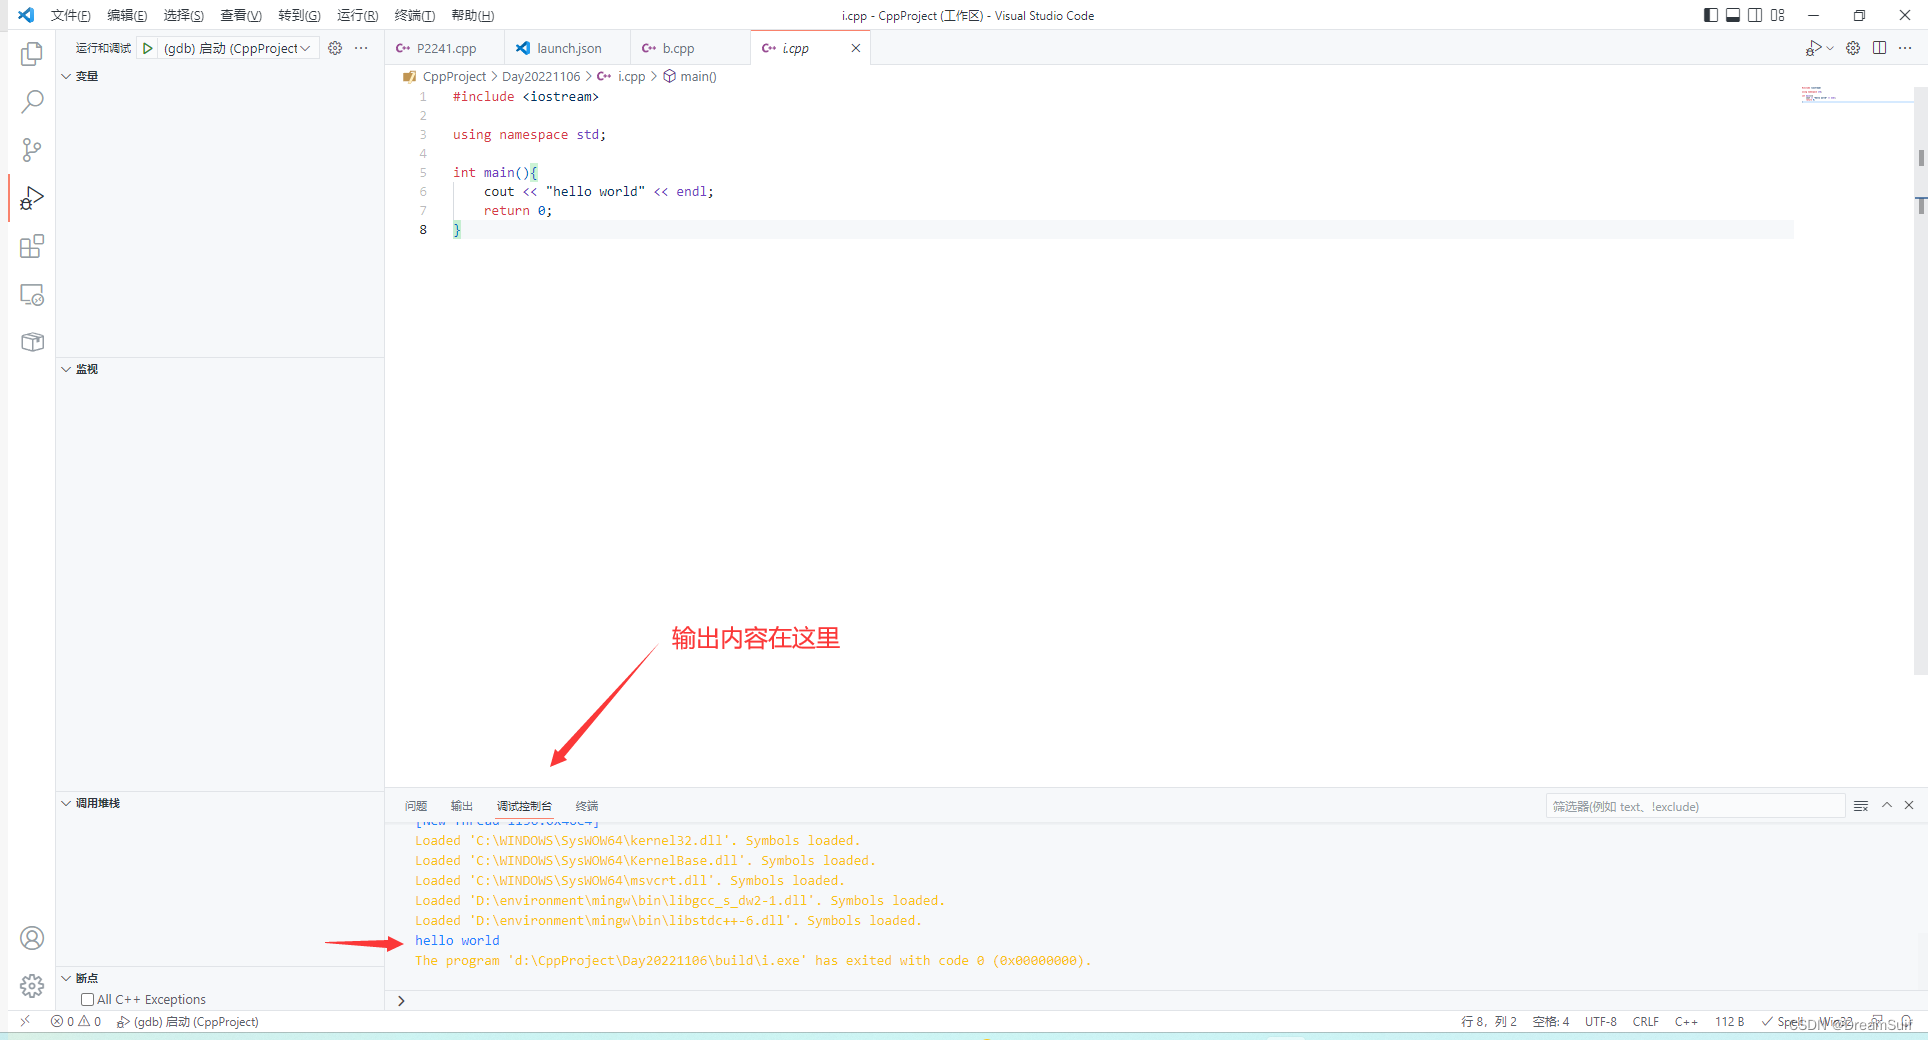 文件(F) 编辑(E) 选择(S) 查看(V) 转到(G) 运行(R) 终端(T) 帮助(H) i.cpp - CppProject (工作区) - Visual Studio Code
运行和调试 (gdb) 启动 (CppProject ··· C++ P2241.cpp launch.json C++ b.cpp C++ i.cpp
变量
CppProject > Day20221106 > C++ i.cpp > main()
1 #include <iostream>
2
3 using namespace std;
4
5 int main(){
6 cout << "hello world" << endl;
7 return 0;
8 }
监视
输出内容在这里
调用堆栈
问题 输出 调试控制台 终端 筛选器(例如 text、!exclude)
Loaded 'C:\WINDOWS\SysWOW64\kernel32.dll'. Symbols loaded.
Loaded 'C:\WINDOWS\SysWOW64\KernelBase.dll'. Symbols loaded.
Loaded 'C:\WINDOWS\SysWOW64\msvcrt.dll'. Symbols loaded.
Loaded 'D:\environment\mingw\bin\libgcc_s_dw2-1.dll'. Symbols loaded.
Loaded 'D:\environment\mingw\bin\libstdc++-6.dll'. Symbols loaded.
hello world
The program 'd:\CppProject\Day20221106\build\i.exe' has exited with code 0 (0x00000000).
断点
All C++ Exceptions
>
0 0 (gdb) 启动 (CppProject) 行 8，列 2 空格: 4 UTF-8 CRLF C++ 112 B Spell Win32
CSDN @DreamSurf